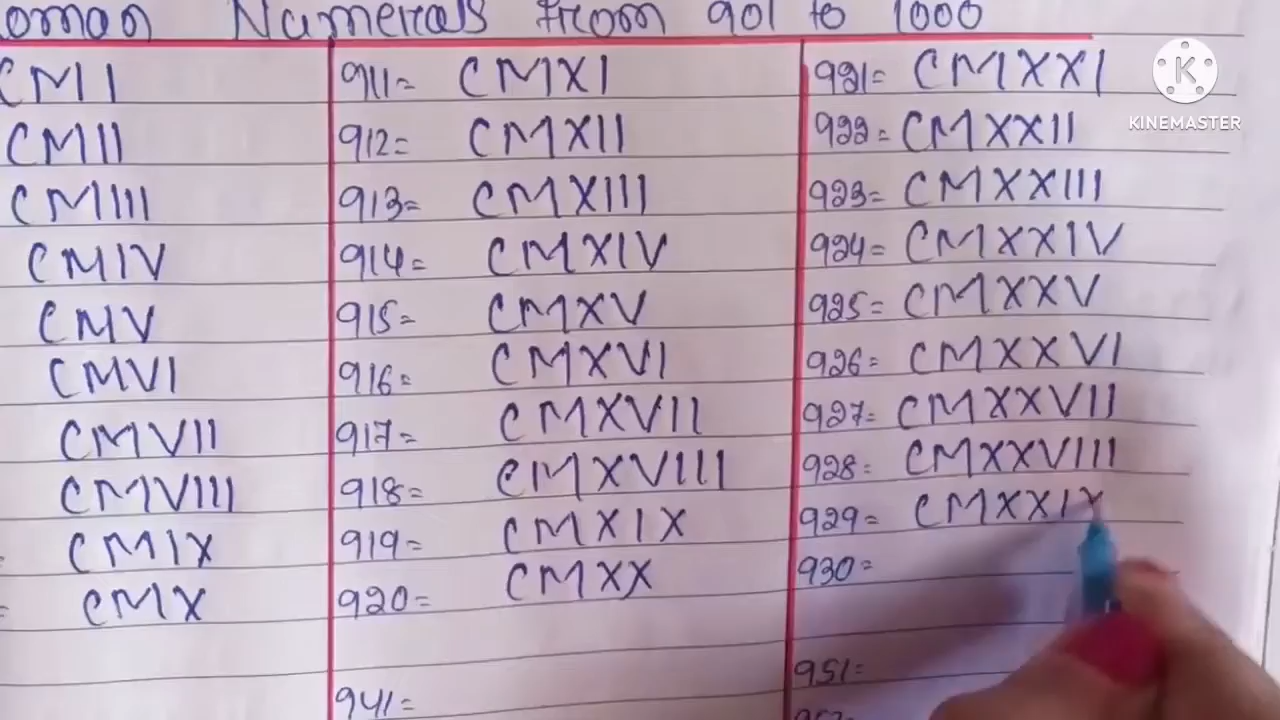 oman Numerals from 901 to 1000
CMI 911= CMXI 921= CMXXI
CMII 912= CMXII 922= CMXXII
CMIII 913= CMXIII 923= CMXXIII
CMIV 914= CMXIV 924= CMXXIV
CMV 915= CMXV 925= CMXXV
CMVI 916= CMXVI 926= CMXXVI
CMVII 917= CMXVII 927= CMXXVII
CMVIII 918= CMXVIII 928= CMXXVIII
= CMIX 919= CMXIX 929= CMXXIX
= CMX 920= CMXX 930=
941= 951=
K
KINEMASTER